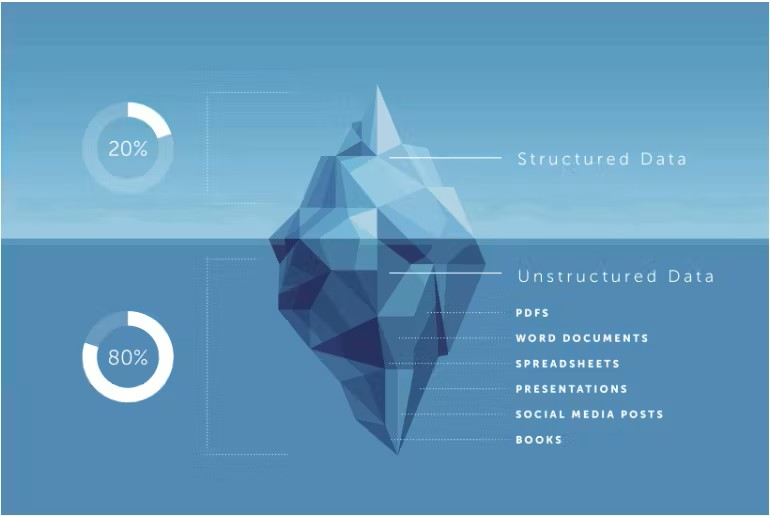 20%
Structured Data
Unstructured Data
PDFS
WORD DOCUMENTS
80%
SPREADSHEETS
PRESENTATIONS
SOCIAL MEDIA POSTS
BOOKS